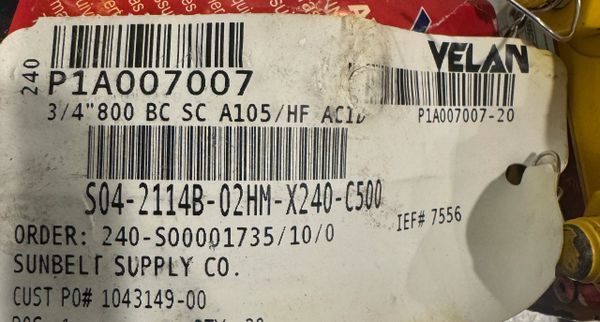 VELAN
240
P1A007007
P1A007007-20
3/4"800 BC SC A105/HF ACID
S04-2114B-02HM-X240-C500
IEF# 7556
ORDER: 240-S00001735/10/0
SUNBELT SUPPLY CO.
CUST PO# 1043149-00